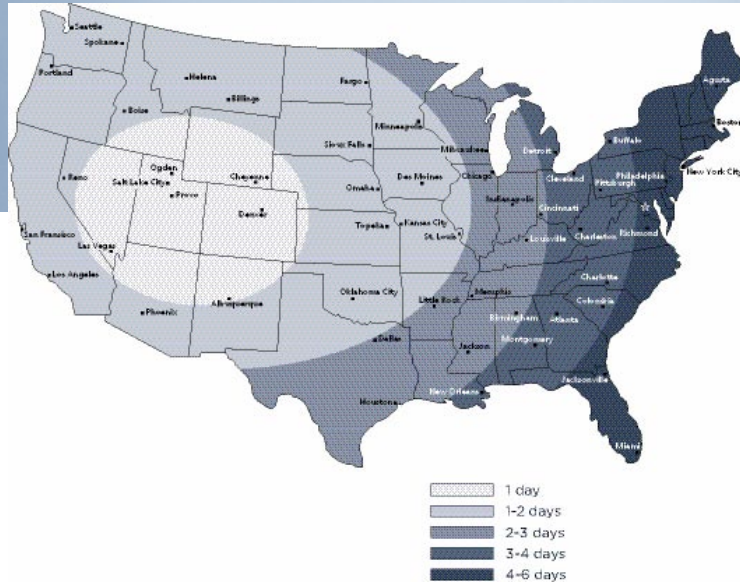 Seattle
Spokane
Portland
Helena
Fargo
Billings
Boise
Minneapolis
Augusta
Boston
Buffalo
Sioux Falls
Milwaukee
Detroit
New York City
Ogden
Cheyenne
Reno
Salt Lake City
Provo
Omaha
Des Moines
Chicago
Cleveland
Philadelphia
Pittsburgh
Denver
Indianapolis
Cincinnati
San Francisco
Las Vegas
Topeka
Kansas City
St. Louis
Louisville
Charleston
Richmond
Los Angeles
Phoenix
Albuquerque
Oklahoma City
Little Rock
Memphis
Charlotte
Columbia
Birmingham
Atlanta
Dallas
Jackson
Montgomery
New Orleans
Jacksonville
Houston
Miami
1 day
1-2 days
2-3 days
3-4 days
4-6 days